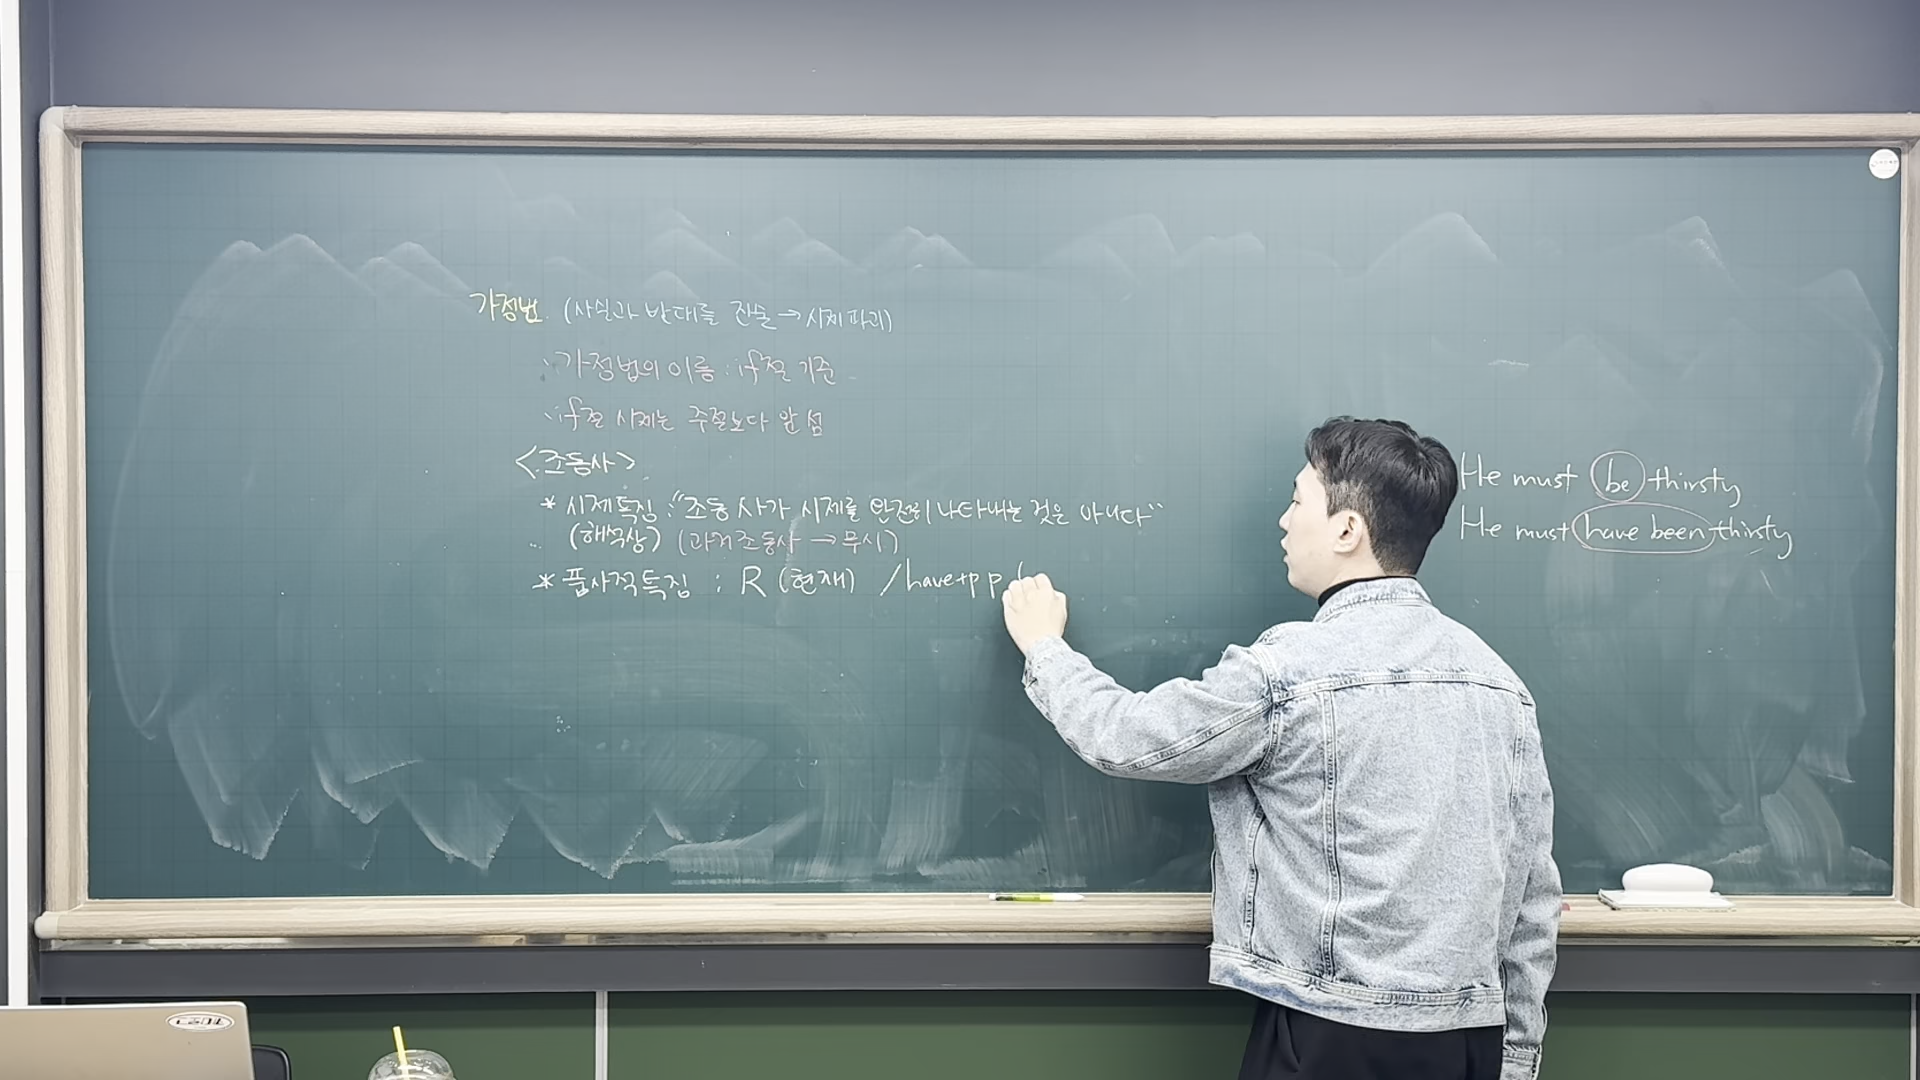 가정법 (사실과 반대를 진술 → 시제파괴)
· 가정법의 이름 : if절 기준
· if절 시제는 주절보다 앞섬
<조동사>
* 시제특징 : "조동사가 시제를 완전히 나타내는 것은 아니다"
(해석상) (과거조동사 → 무시)
* 품사적특징 : R (현재) / have+p.p (
He must be thirsty
He must have been thirsty